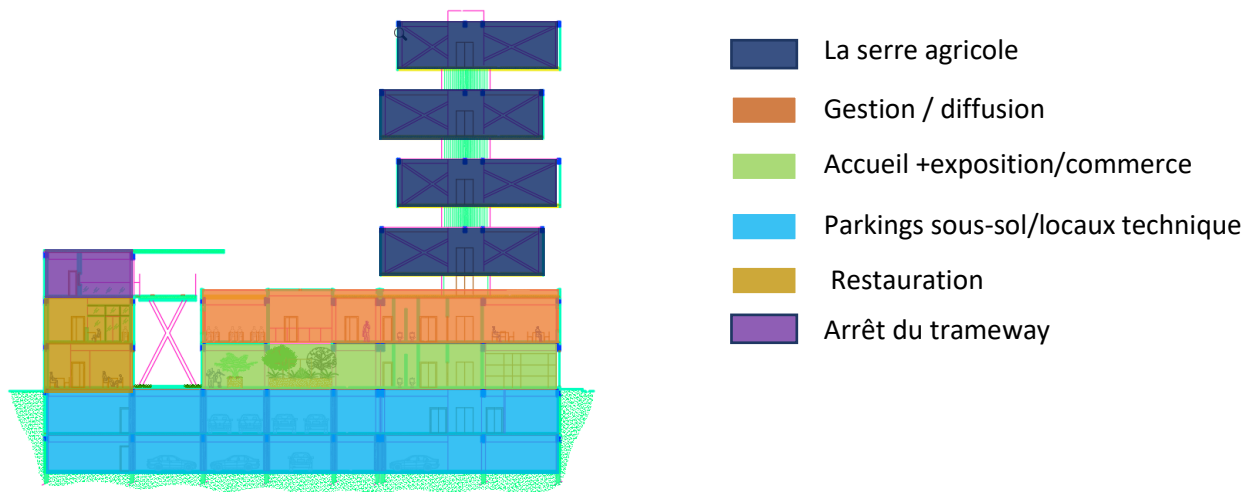 La serre agricole
Gestion / diffusion
Accueil +exposition/commerce
Parkings sous-sol/locaux technique
Restauration
Arrêt du trameway